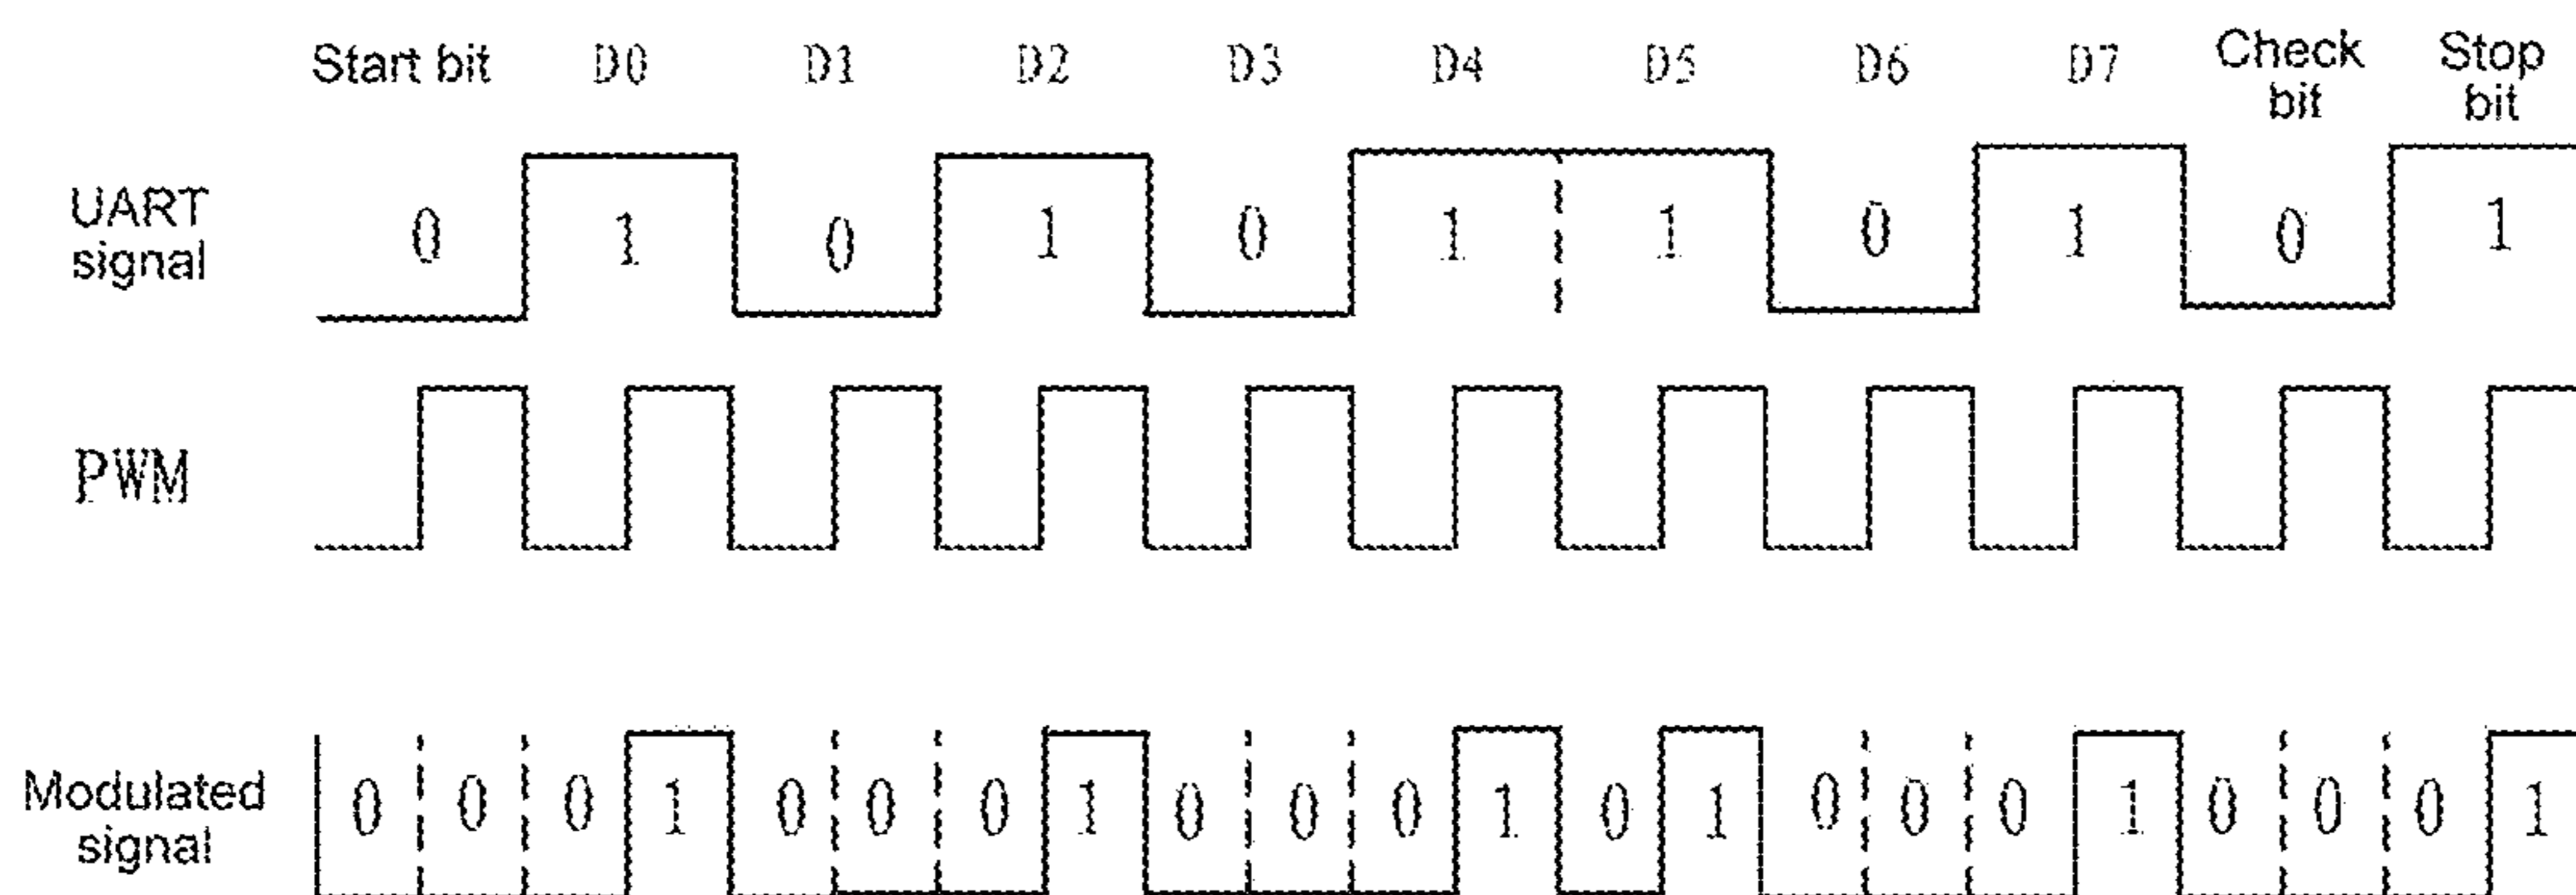 Start bit D0 D1 D2 D3 D4 D5 D6 D7 Check bit Stop bit
UART signal 0 1 0 1 0 1 1 0 1 0 1
PWM
Modulated signal 0 0 0 1 0 0 0 1 0 0 0 1 0 1 0 0 0 1 0 0 0 1